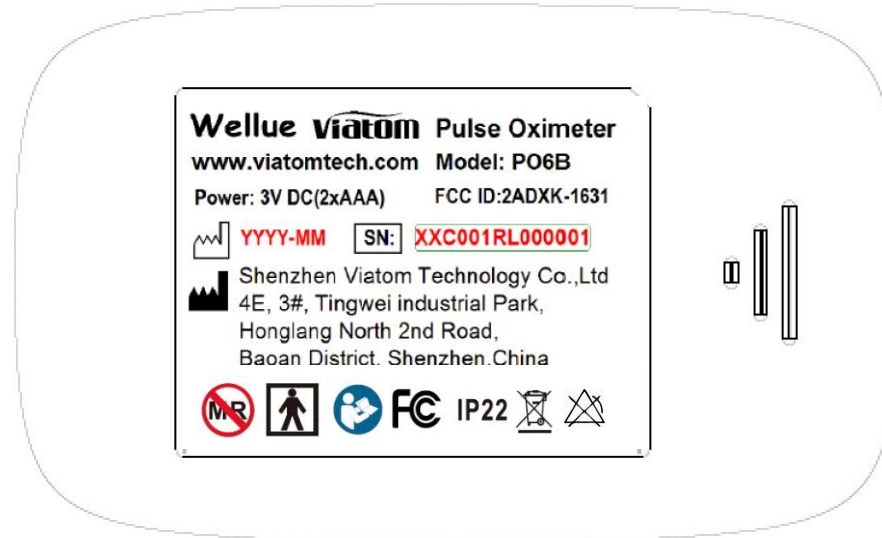 Wellue Viatom Pulse Oximeter
www.viatomtech.com Model: PO6B
Power: 3V DC(2xAAA) FCC ID:2ADXK-1631
YYYY-MM SN: XXC001RL000001
Shenzhen Viatom Technology Co.,Ltd
4E, 3#, Tingwei industrial Park,
Honglang North 2nd Road,
Baoan District, Shenzhen,China
MR FC IP22